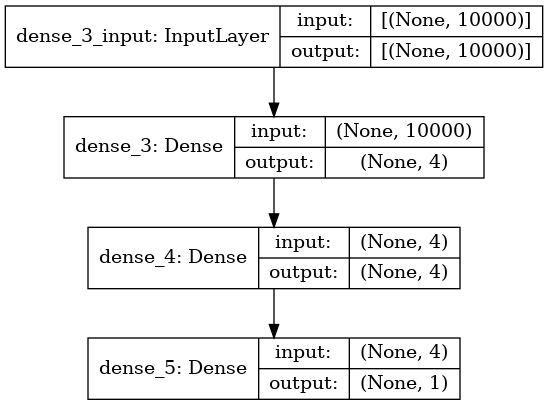 dense_3_input: InputLayer
input: [(None, 10000)]
output: [(None, 10000)]
dense_3: Dense
input: (None, 10000)
output: (None, 4)
dense_4: Dense
input: (None, 4)
output: (None, 4)
dense_5: Dense
input: (None, 4)
output: (None, 1)